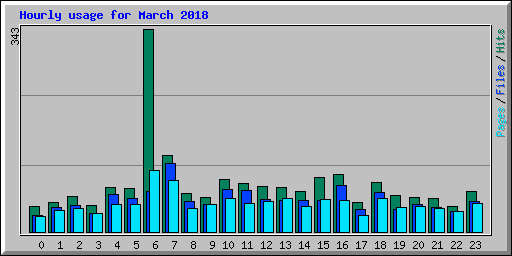 Hourly usage for March 2018
343
Pages / Files / Hits
0 1 2 3 4 5 6 7 8 9 10 11 12 13 14 15 16 17 18 19 20 21 22 23